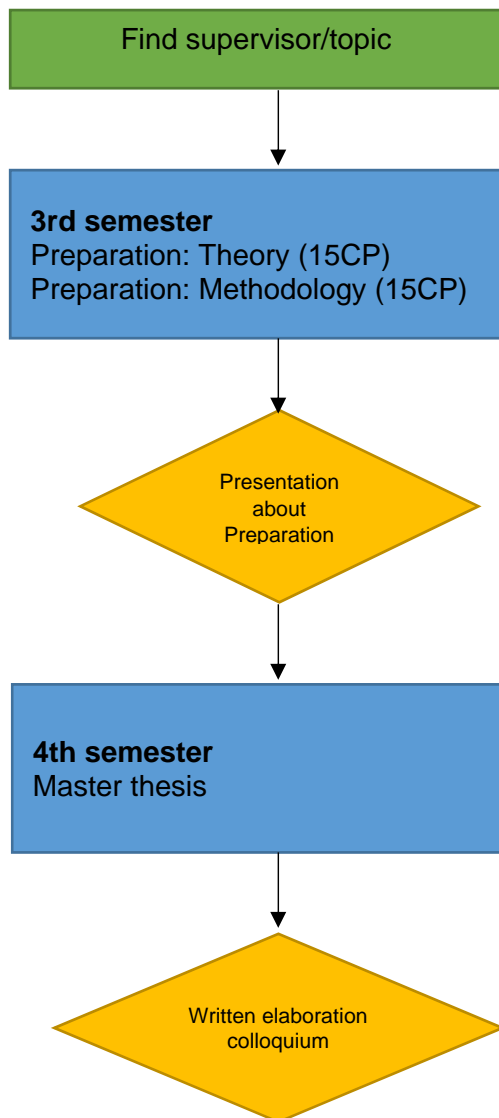 Find supervisor/topic
3rd semester
Preparation: Theory (15CP)
Preparation: Methodology (15CP)
Presentation
about
Preparation
4th semester
Master thesis
Written elaboration
colloquium